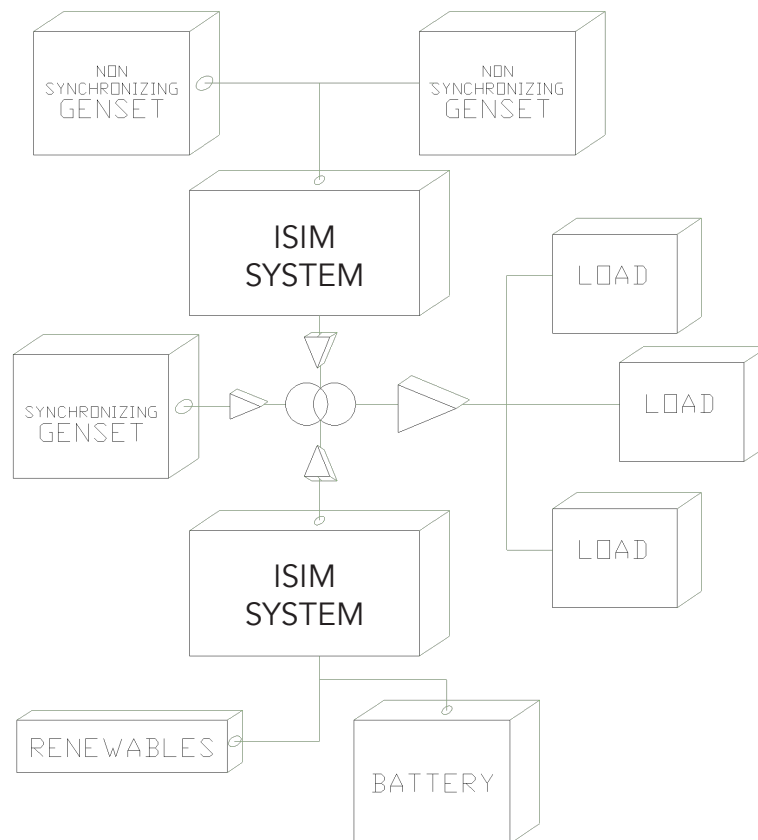 NON
SYNCHRONIZING
GENSET
NON
SYNCHRONIZING
GENSET
ISIM
SYSTEM
LOAD
SYNCHRONIZING
GENSET
LOAD
LOAD
ISIM
SYSTEM
RENEWABLES
BATTERY